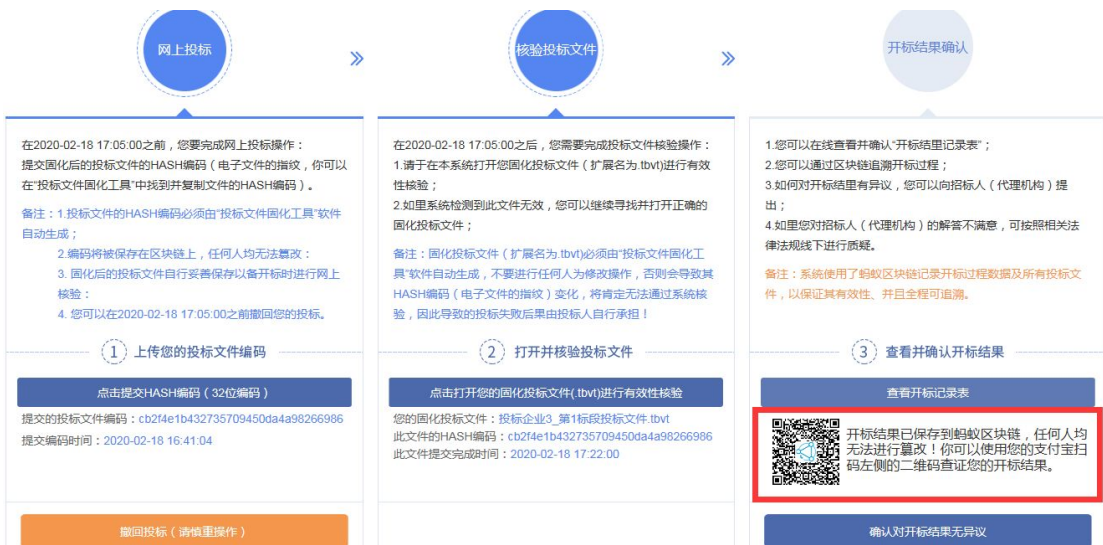 网上投标
核验投标文件
开标结果确认
在2020-02-18 17:05:00之前，您要完成网上投标操作：
提交固化后的投标文件的HASH编码（电子文件的指纹，你可以
在“投标文件固化工具”中找到并复制文件的HASH编码）。
备注：1.投标文件的HASH编码必须由“投标文件固化工具”软件
自动生成；
2.编码将被保存在区块链上，任何人均无法篡改：
3. 固化后的投标文件自行妥善保存以备开标时进行网上
核验：
4. 您可以在2020-02-18 17:05:00之前撤回您的投标。
1 上传您的投标文件编码
点击提交HASH编码（32位编码）
提交的投标文件编码：cb2f4e1b432735709450da4a98266986
提交编码时间：2020-02-18 16:41:04
撤回投标（请慎重操作）
在2020-02-18 17:05:00之后，您需要完成投标文件核验操作：
1.请于在本系统打开您固化投标文件（扩展名为.tbvt)进行有效
性核验；
2.如里系统检测到此文件无效，您可以继续寻找并打开正确的
固化投标文件；
备注：固化投标文件（扩展名为.tbvt)必须由“投标文件固化工
具”软件自动生成，不要进行任何人为修改操作，否则会导致其
HASH编码（电子文件的指纹）变化，将肯定无法通过系统核
验，因此导致的投标失败后果由投标人自行承担！
2 打开并核验投标文件
点击打开您的固化投标文件(.tbvt)进行有效性核验
您的固化投标文件：投标企业3_第1标段投标文件.tbvt
此文件的HASH编码：cb2f4e1b432735709450da4a98266986
此文件提交完成时间：2020-02-18 17:22:00
1.您可以在线查看并确认“开标结里记录表”；
2.您可以通过区块链追溯开标过程；
3.如何对开标结里有异议，您可以向招标人（代理机构）提
出；
4.如里您对招标人（代理机构）的解答不满意，可按照相关法
律法规线下进行质疑。
备注：系统使用了蚂蚁区块链记录开标过程数据及所有投标文
件，以保证其有效性、并且全程可追溯。
3 查看并确认开标结果
查看开标记录表
开标结果已保存到蚂蚁区块链，任何人均
无法进行篡改！你可以使用您的支付宝扫
码左侧的二维码查证您的开标结果。
确认对开标结果无异议